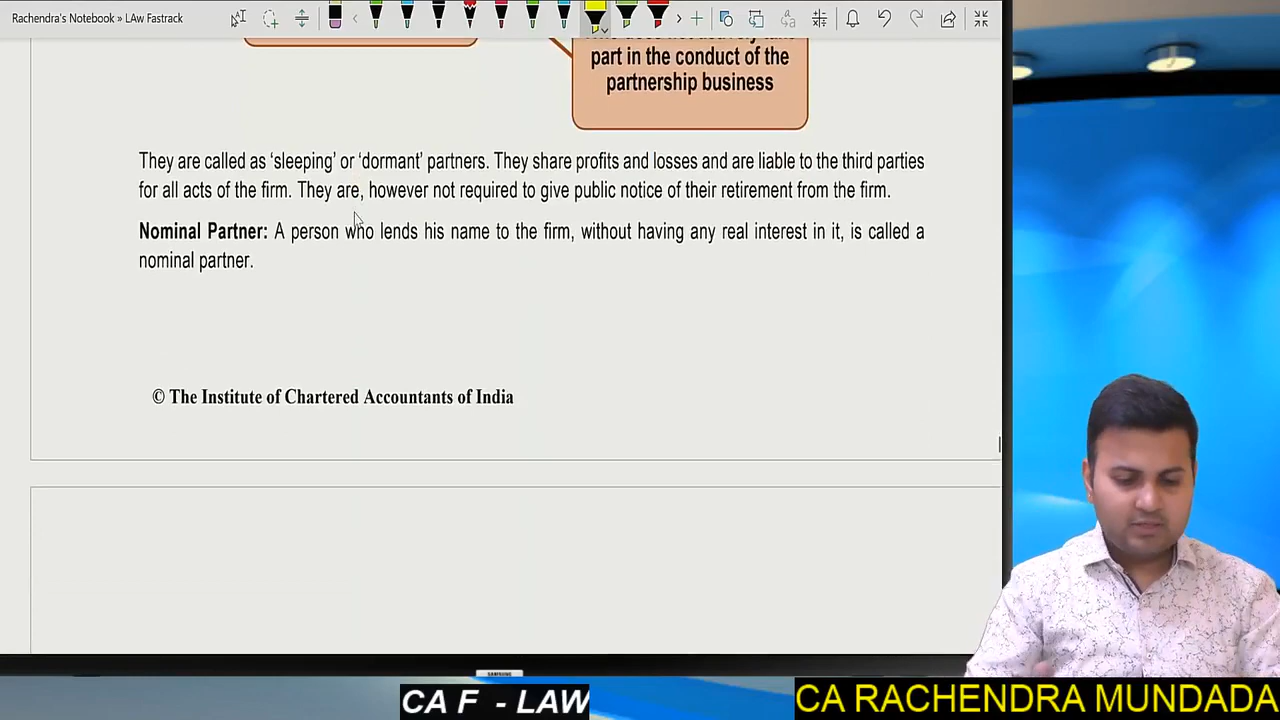 Rachendra's Notebook » LAw Fastrack
part in the conduct of the
partnership business
They are called as ‘sleeping’ or ‘dormant’ partners. They share profits and losses and are liable to the third parties
for all acts of the firm. They are, however not required to give public notice of their retirement from the firm.
Nominal Partner: A person who lends his name to the firm, without having any real interest in it, is called a
nominal partner.
© The Institute of Chartered Accountants of India
SAMSUNG
CA F - LAW
CA RACHENDRA MUNDADA